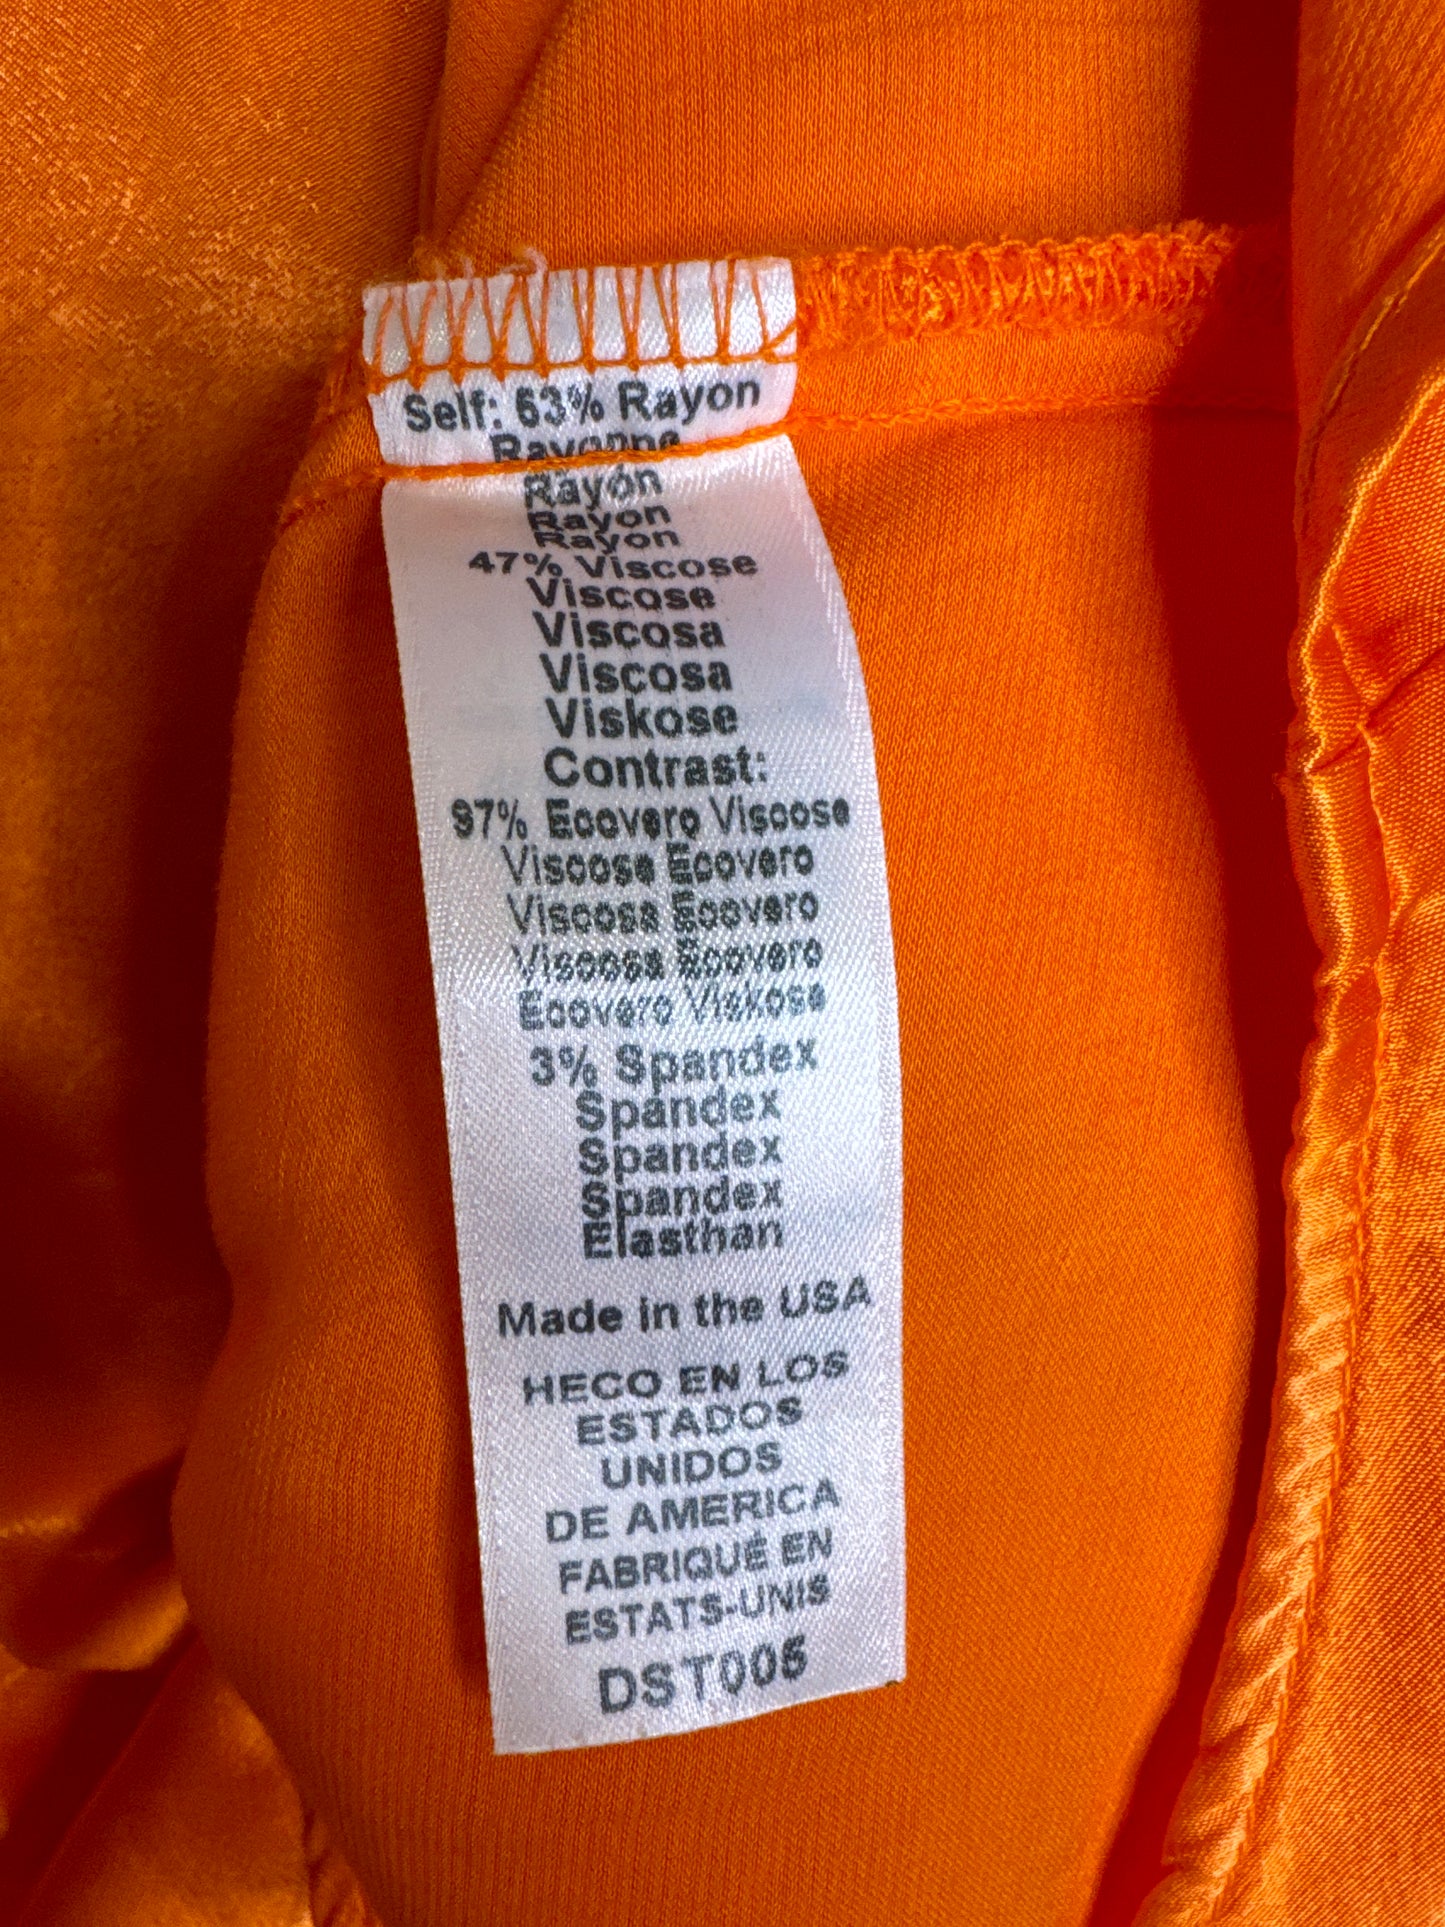 Self: 63% Rayon
Rayonne
Rayón
Rayon
Rayon
47% Viscose
Viscose
Viscosa
Viscosa
Viskose
Contrast:
97% Ecovero Viscose
Viscose Ecovero
Viscosa Ecovero
Viscosa Ecovero
Ecovero Viskose
3% Spandex
Spandex
Spandex
Spandex
Elasthan
Made in the USA
HECO EN LOS
ESTADOS
UNIDOS
DE AMERICA
FABRIQUÉ EN
ESTATS-UNIS
DST005